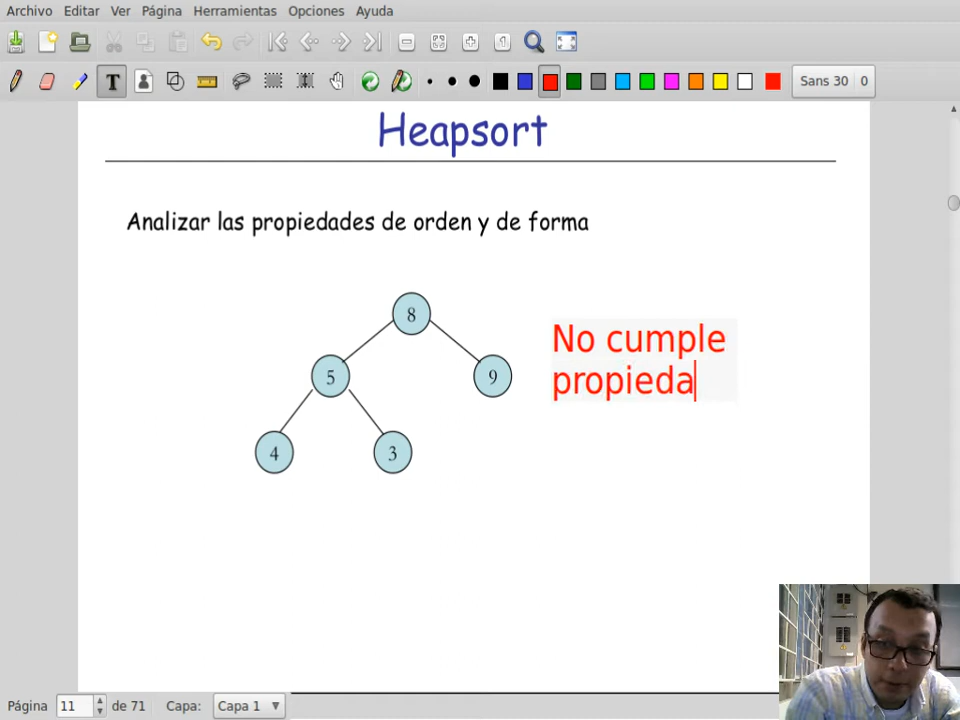 Archivo Editar Ver Página Herramientas Opciones Ayuda
T Sans 30 0
Heapsort
Analizar las propiedades de orden y de forma
8
5 9
4 3
No cumple
propieda
Página 11 de 71 Capa: Capa 1